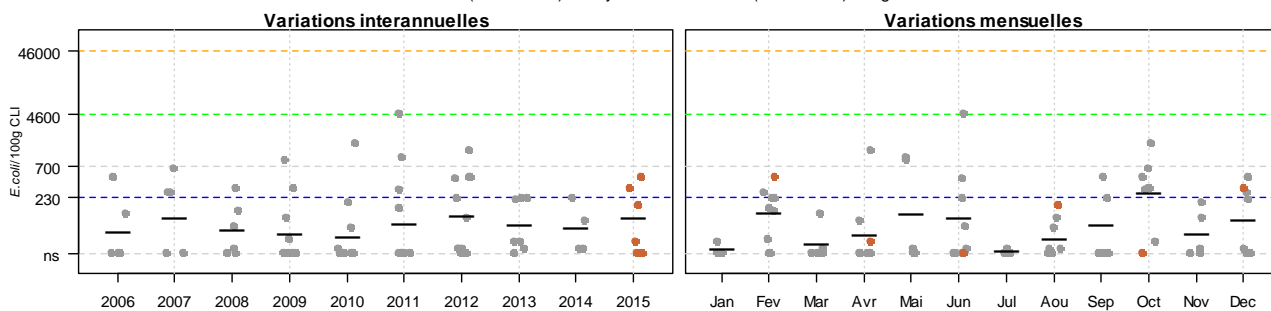 Variations interannuelles
Variations mensuelles
E.coli/100g CLI
46000
4600
700
230
ns
2006 2007 2008 2009 2010 2011 2012 2013 2014 2015
Jan Fev Mar Avr Mai Jun Jul Aou Sep Oct Nov Dec